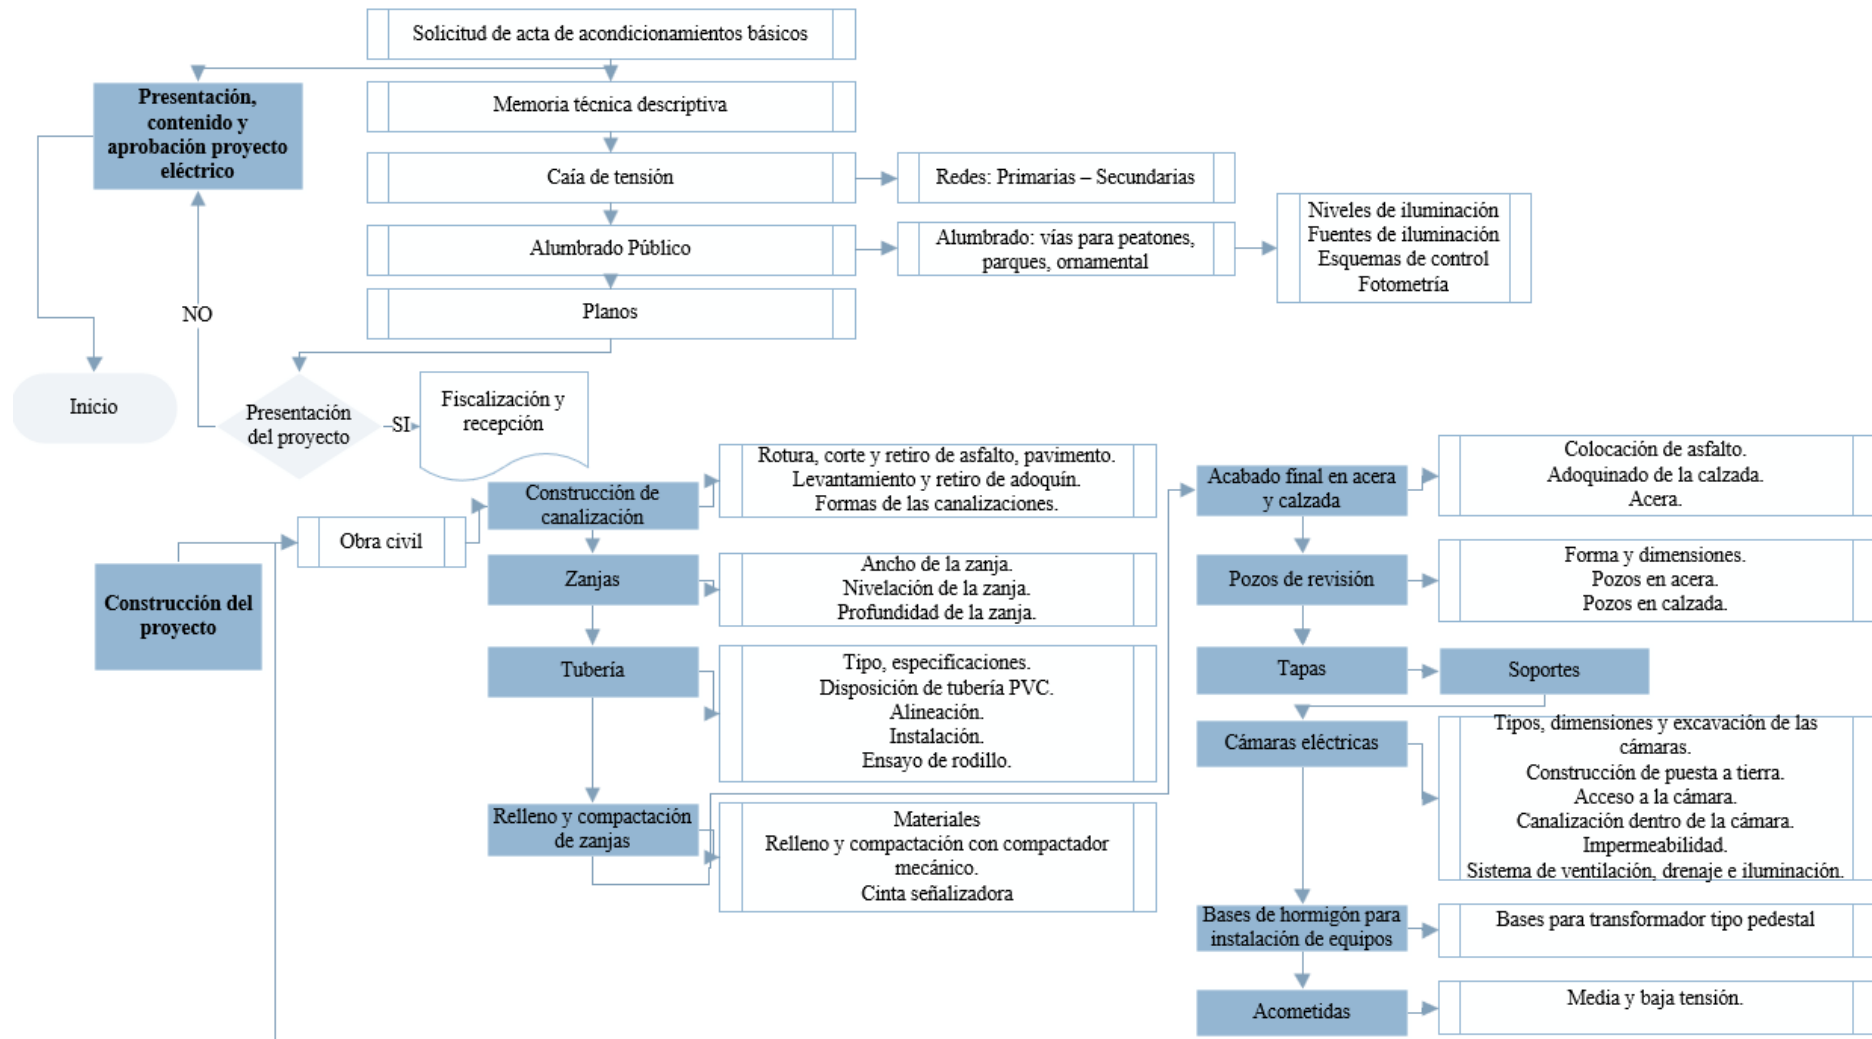 Solicitud de acta de acondicionamientos básicos
Presentación,
contenido y
aprobación proyecto
eléctrico
Memoria técnica descriptiva
Caía de tensión
Redes: Primarias – Secundarias
Alumbrado Público
Alumbrado: vías para peatones,
parques, ornamental
Niveles de iluminación
Fuentes de iluminación
Esquemas de control
Fotometría
Planos
NO
Inicio
Presentación
del proyecto
SI
Fiscalización y
recepción
Construcción del
proyecto
Obra civil
Construcción de
canalización
Rotura, corte y retiro de asfalto, pavimento.
Levantamiento y retiro de adoquín.
Formas de las canalizaciones.
Zanjas
Ancho de la zanja.
Nivelación de la zanja.
Profundidad de la zanja.
Tubería
Tipo, especificaciones.
Disposición de tubería PVC.
Alineación.
Instalación.
Ensayo de rodillo.
Relleno y compactación
de zanjas
Materiales
Relleno y compactación con compactador
mecánico.
Cinta señalizadora
Acabado final en acera
y calzada
Colocación de asfalto.
Adoquinado de la calzada.
Acera.
Pozos de revisión
Forma y dimensiones.
Pozos en acera.
Pozos en calzada.
Tapas
Soportes
Cámaras eléctricas
Tipos, dimensiones y excavación de las
cámaras.
Construcción de puesta a tierra.
Acceso a la cámara.
Canalización dentro de la cámara.
Impermeabilidad.
Sistema de ventilación, drenaje e iluminación.
Bases de hormigón para
instalación de equipos
Bases para transformador tipo pedestal
Acometidas
Media y baja tensión.